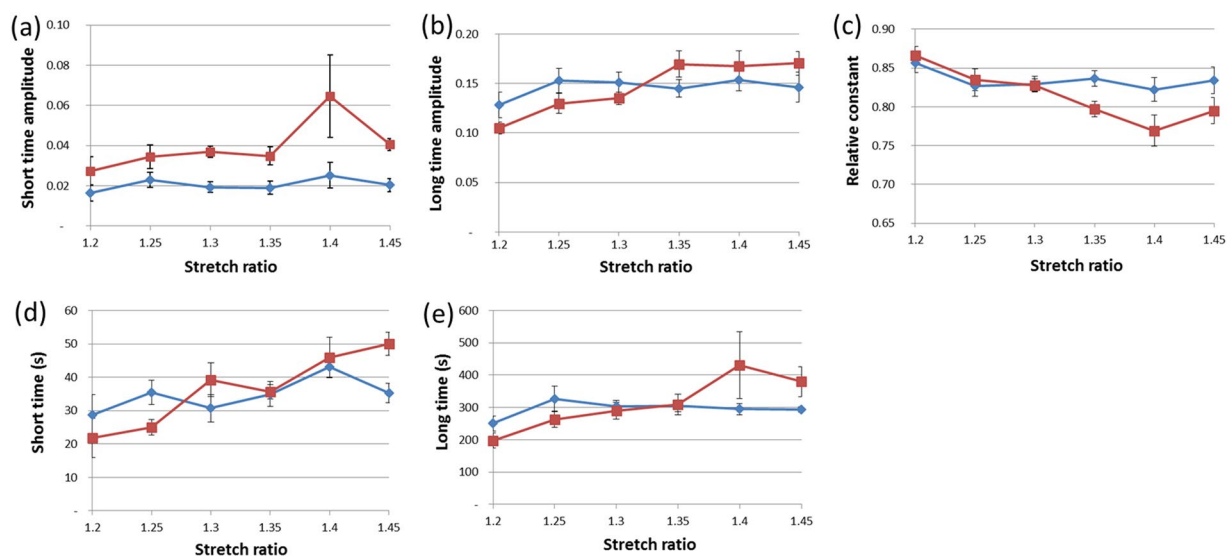 (a)
Short time amplitude
0.10
0.08
0.06
0.04
0.02
-
1.2 1.25 1.3 1.35 1.4 1.45
Stretch ratio
(b)
Long time amplitude
0.20
0.15
0.10
0.05
-
1.2 1.25 1.3 1.35 1.4 1.45
Stretch ratio
(c)
Relative constant
0.90
0.85
0.80
0.75
0.70
0.65
1.2 1.25 1.3 1.35 1.4 1.45
Stretch ratio
(d)
Short time (s)
60
50
40
30
20
10
-
1.2 1.25 1.3 1.35 1.4 1.45
Stretch ratio
(e)
Long time (s)
600
500
400
300
200
100
-
1.2 1.25 1.3 1.35 1.4 1.45
Stretch ratio